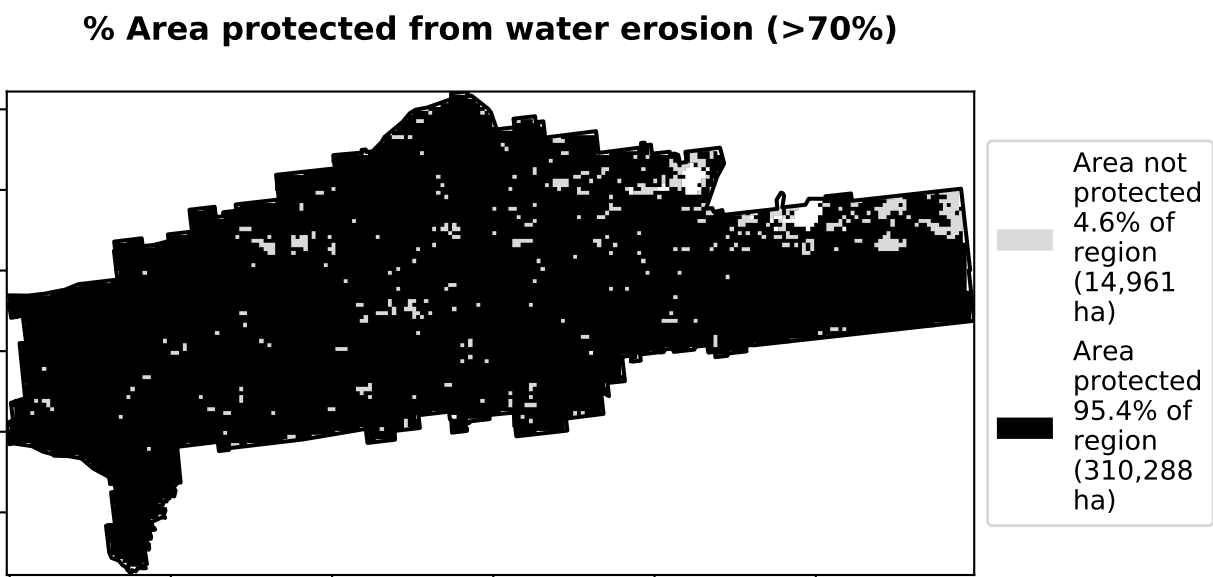 % Area protected from water erosion (>70%)
Area not
protected
4.6% of
region
(14,961
ha)
Area
protected
95.4% of
region
(310,288
ha)